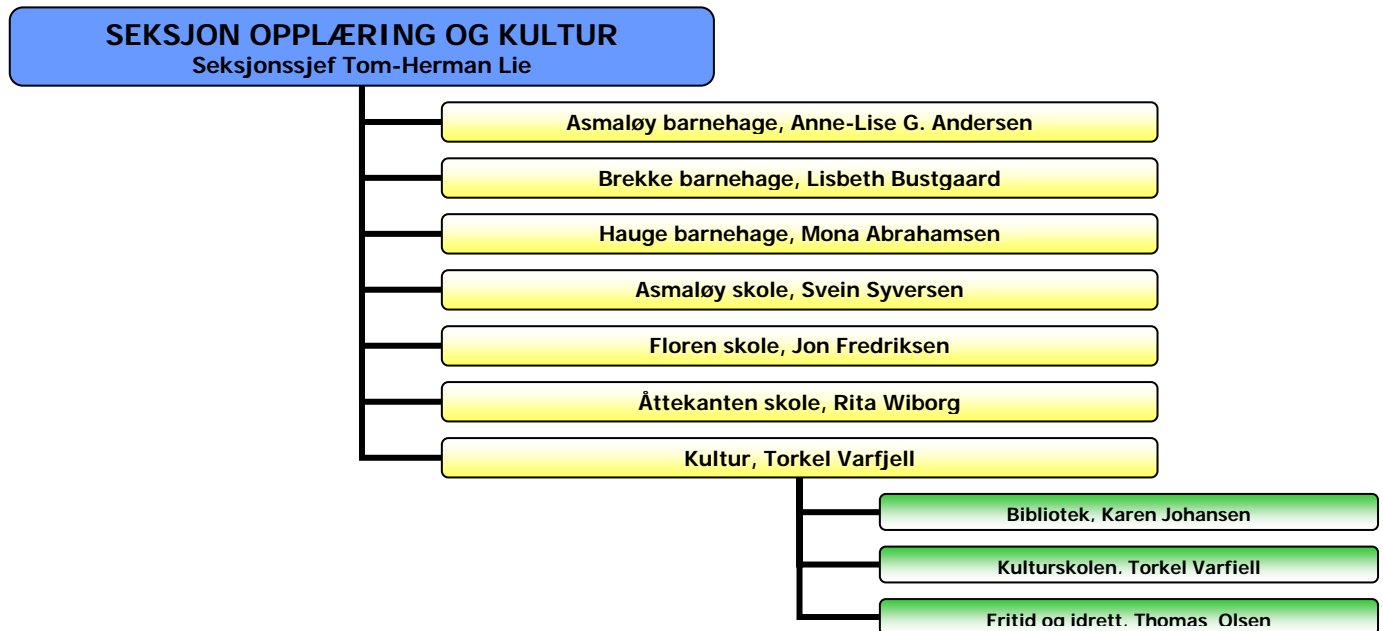 SEKSJON OPPLÆRING OG KULTUR
Seksjonssjef Tom-Herman Lie
Asmaløy barnehage, Anne-Lise G. Andersen
Brekke barnehage, Lisbeth Bustgaard
Hauge barnehage, Mona Abrahamsen
Asmaløy skole, Svein Syversen
Floren skole, Jon Fredriksen
Åttekanten skole, Rita Wiborg
Kultur, Torkel Varfjell
Bibliotek, Karen Johansen
Kulturskolen, Torkel Varfjell
Fritid og idrett, Thomas Olsen